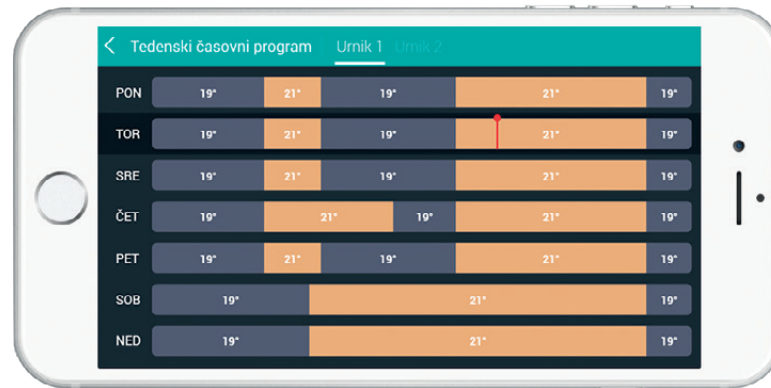 Tedenski časovni program Urnik 1 Urnik 2
PON 19° 21° 19° 21° 19°
TOR 19° 21° 19° 21° 19°
SRE 19° 21° 19° 21° 19°
ČET 19° 21° 19° 21° 19°
PET 19° 21° 19° 21° 19°
SOB 19° 21° 19°
NED 19° 21° 19°